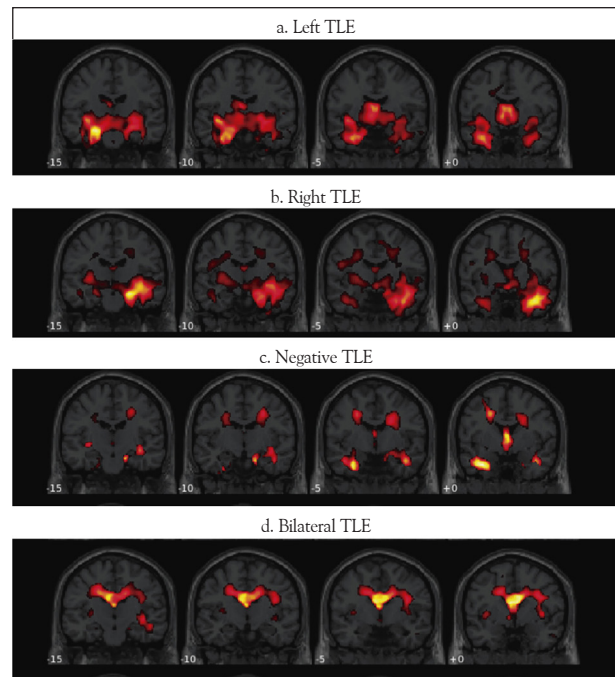 a. Left TLE
-15 -10 -5 +0
b. Right TLE
-15 -10 -5 +0
c. Negative TLE
-15 -10 -5 +0
d. Bilateral TLE
-15 -10 -5 +0